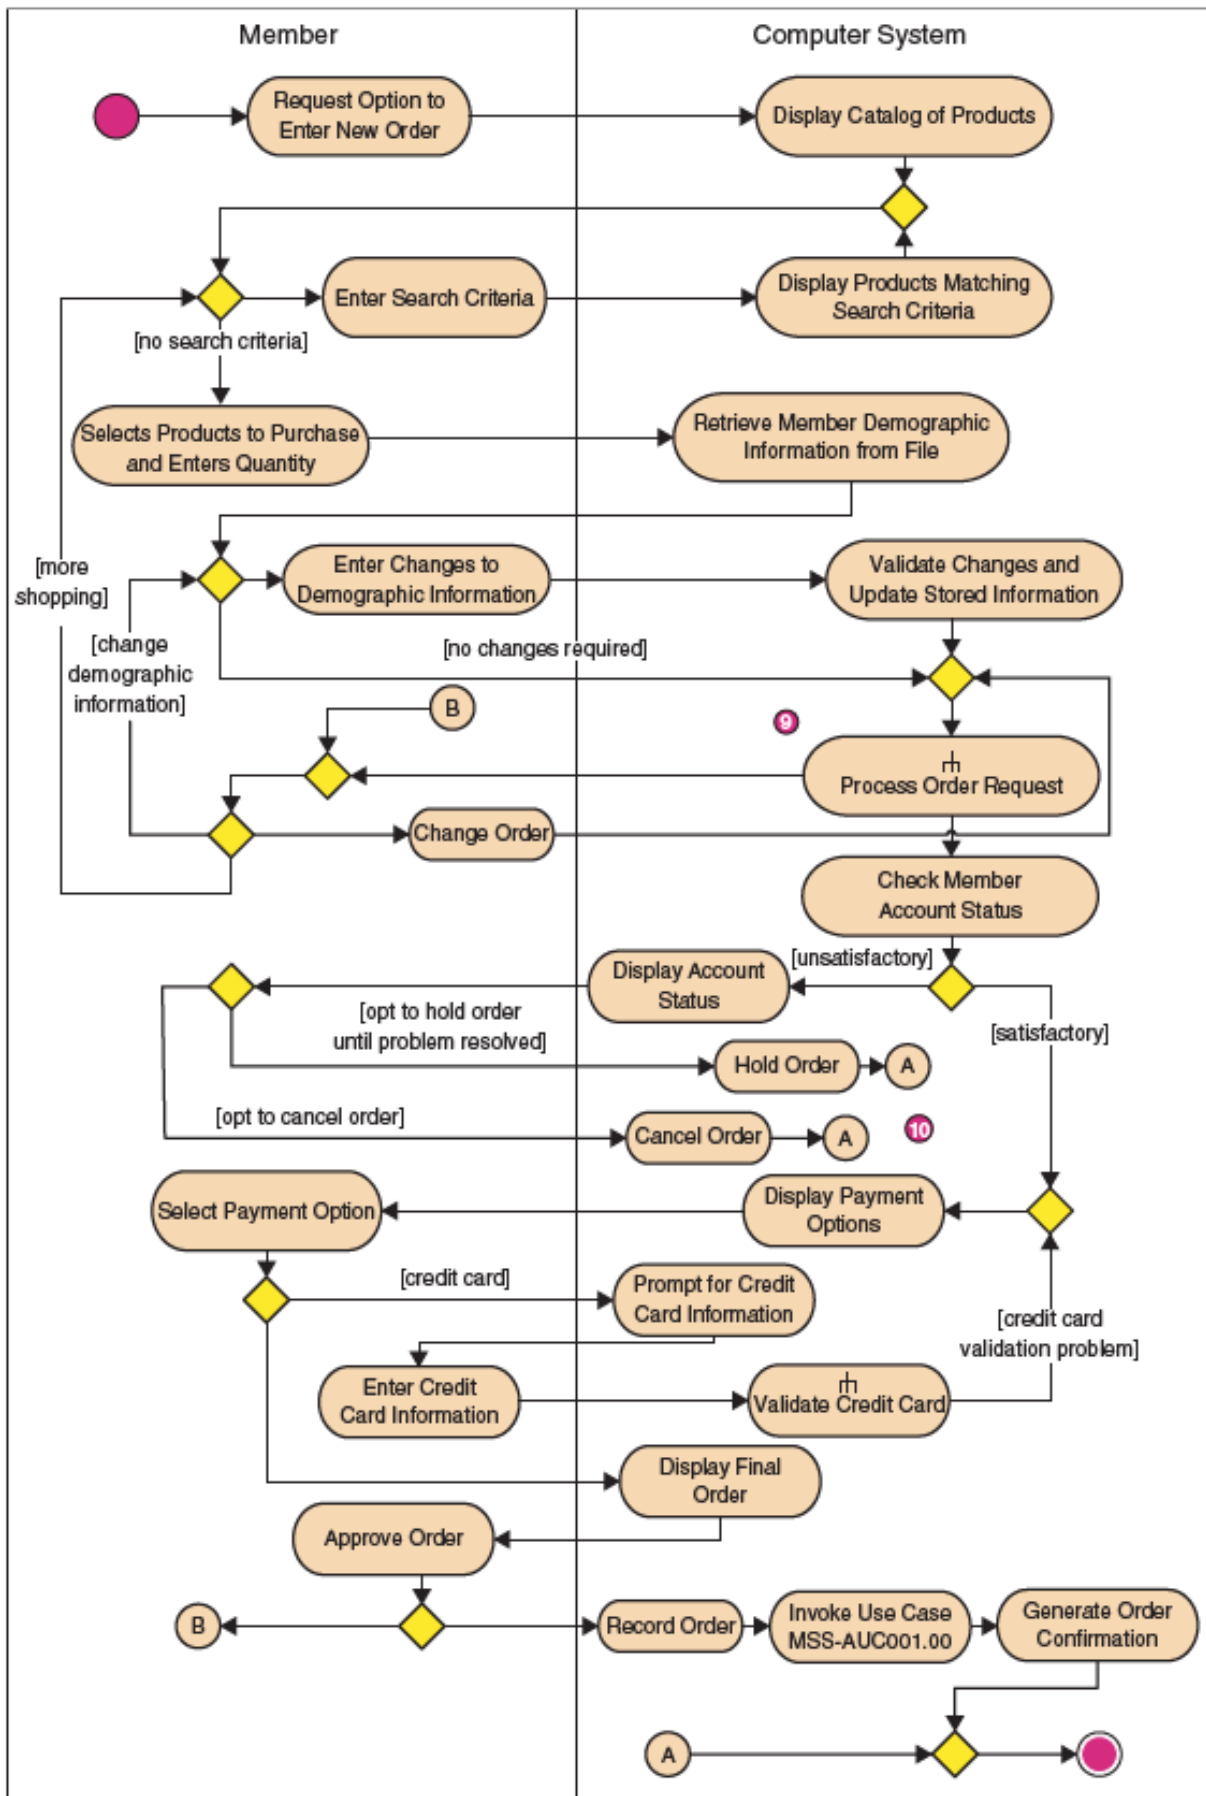 Member
Computer System
Request Option to
Enter New Order
Display Catalog of Products
Enter Search Criteria
Display Products Matching
Search Criteria
[no search criteria]
Selects Products to Purchase
and Enters Quantity
Retrieve Member Demographic
Information from File
[more
shopping]
Enter Changes to
Demographic Information
Validate Changes and
Update Stored Information
[change
demographic
information]
[no changes required]
B
9
Process Order Request
Change Order
Check Member
Account Status
[unsatisfactory]
Display Account
Status
[opt to hold order
until problem resolved]
[satisfactory]
Hold Order
A
[opt to cancel order]
Cancel Order
A
10
Select Payment Option
Display Payment
Options
[credit card]
Prompt for Credit
Card Information
[credit card
validation problem]
Enter Credit
Card Information
Validate Credit Card
Display Final
Order
Approve Order
B
Record Order
Invoke Use Case
MSS-AUC001.00
Generate Order
Confirmation
A